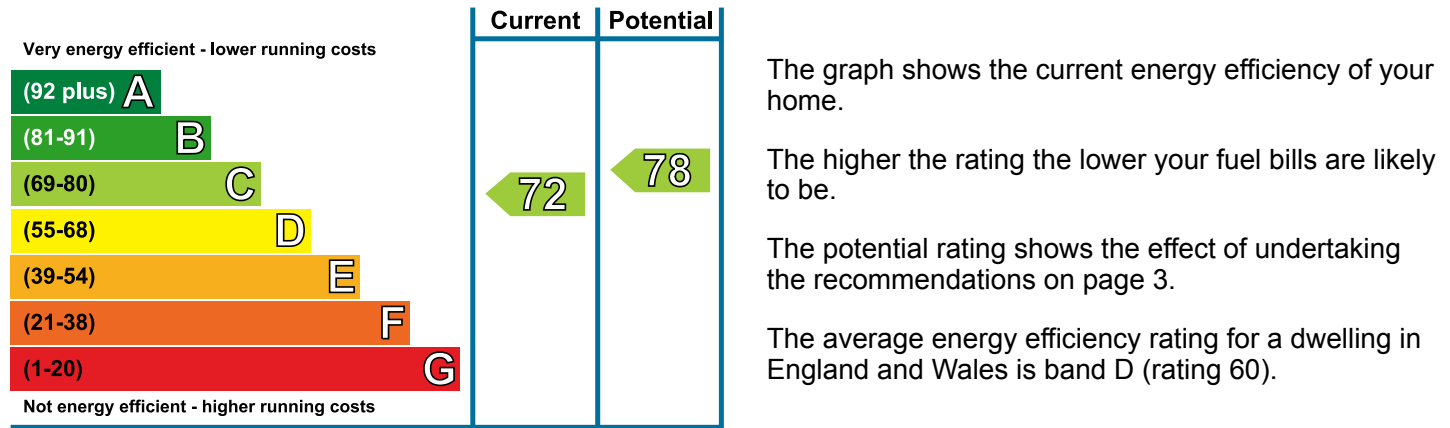 Current Potential
Very energy efficient - lower running costs
(92 plus) A
(81-91) B
(69-80) C
(55-68) D
(39-54) E
(21-38) F
(1-20) G
Not energy efficient - higher running costs
72
78
The graph shows the current energy efficiency of your
home.
The higher the rating the lower your fuel bills are likely
to be.
The potential rating shows the effect of undertaking
the recommendations on page 3.
The average energy efficiency rating for a dwelling in
England and Wales is band D (rating 60).